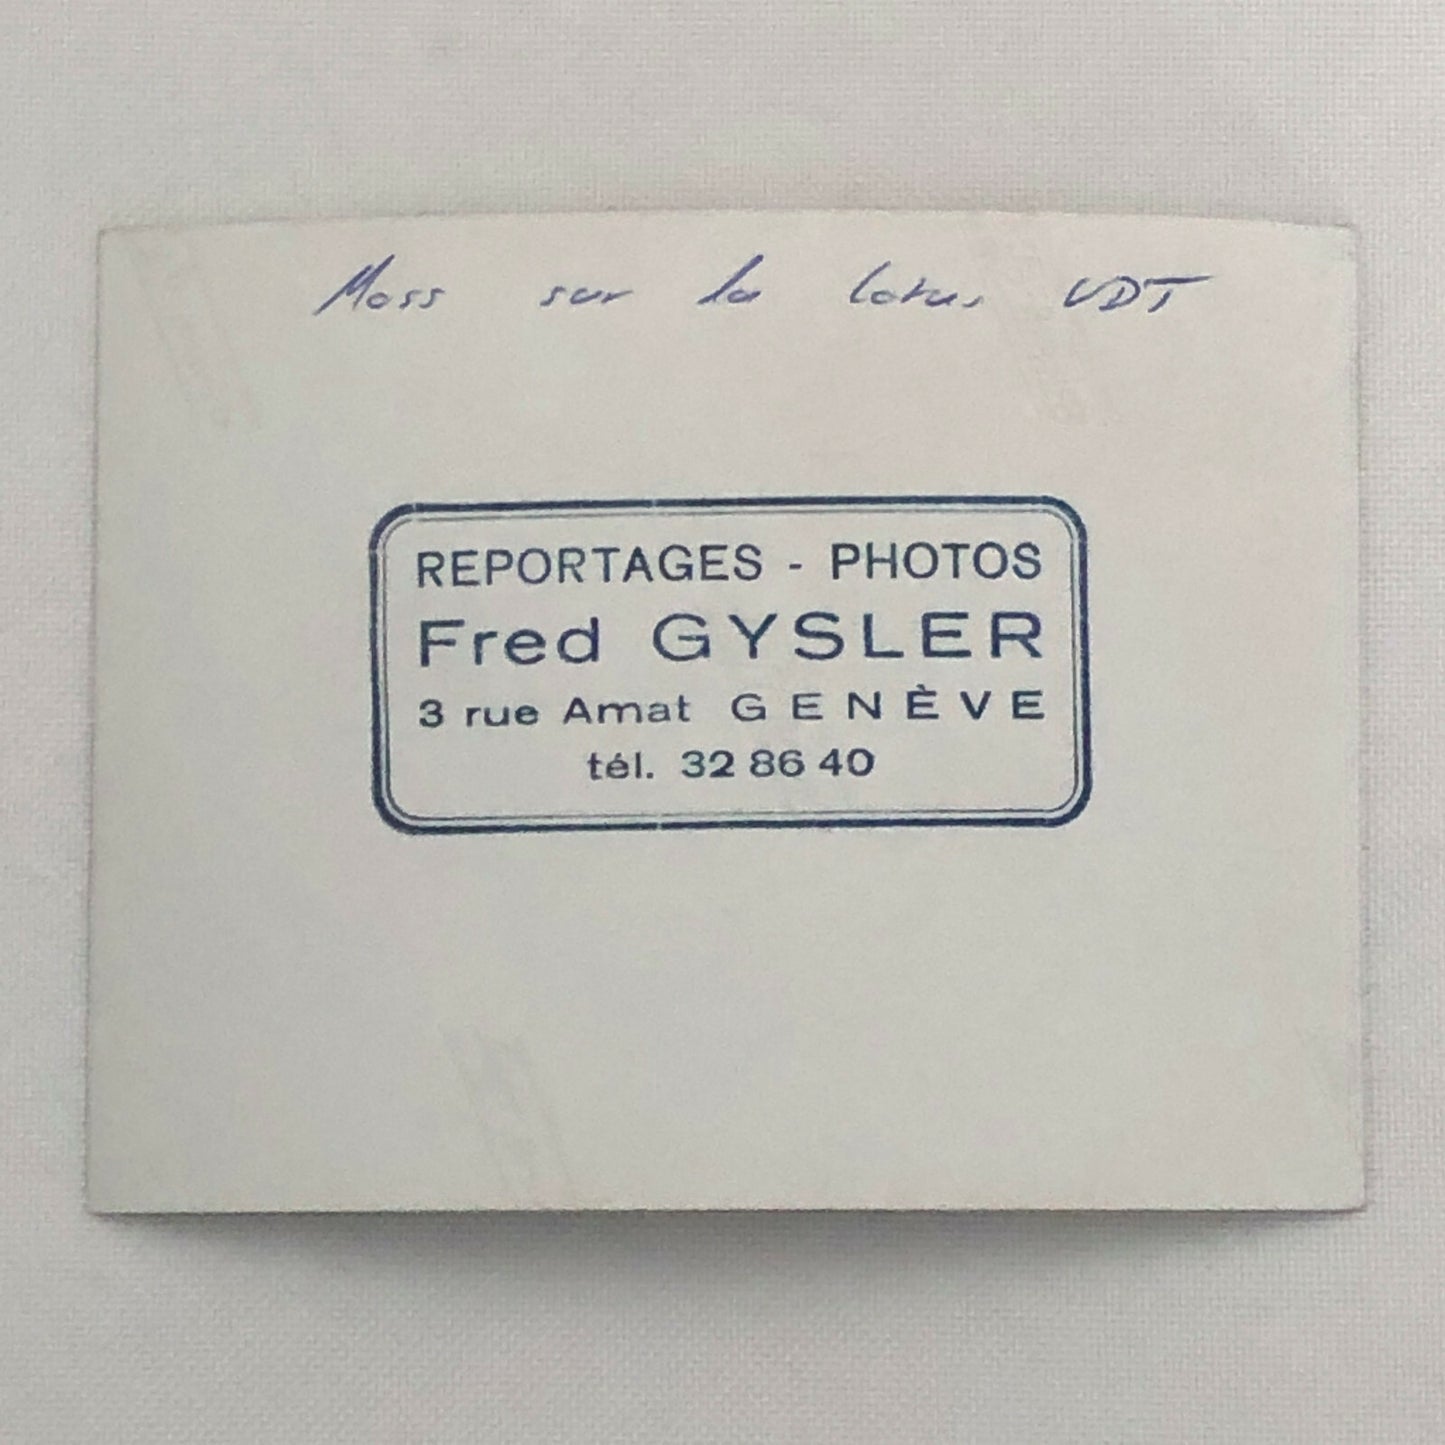 Moss sur la lotus UDT
REPORTAGES - PHOTOS
Fred GYSLER
3 rue Amat GENÈVE
tél. 32 86 40